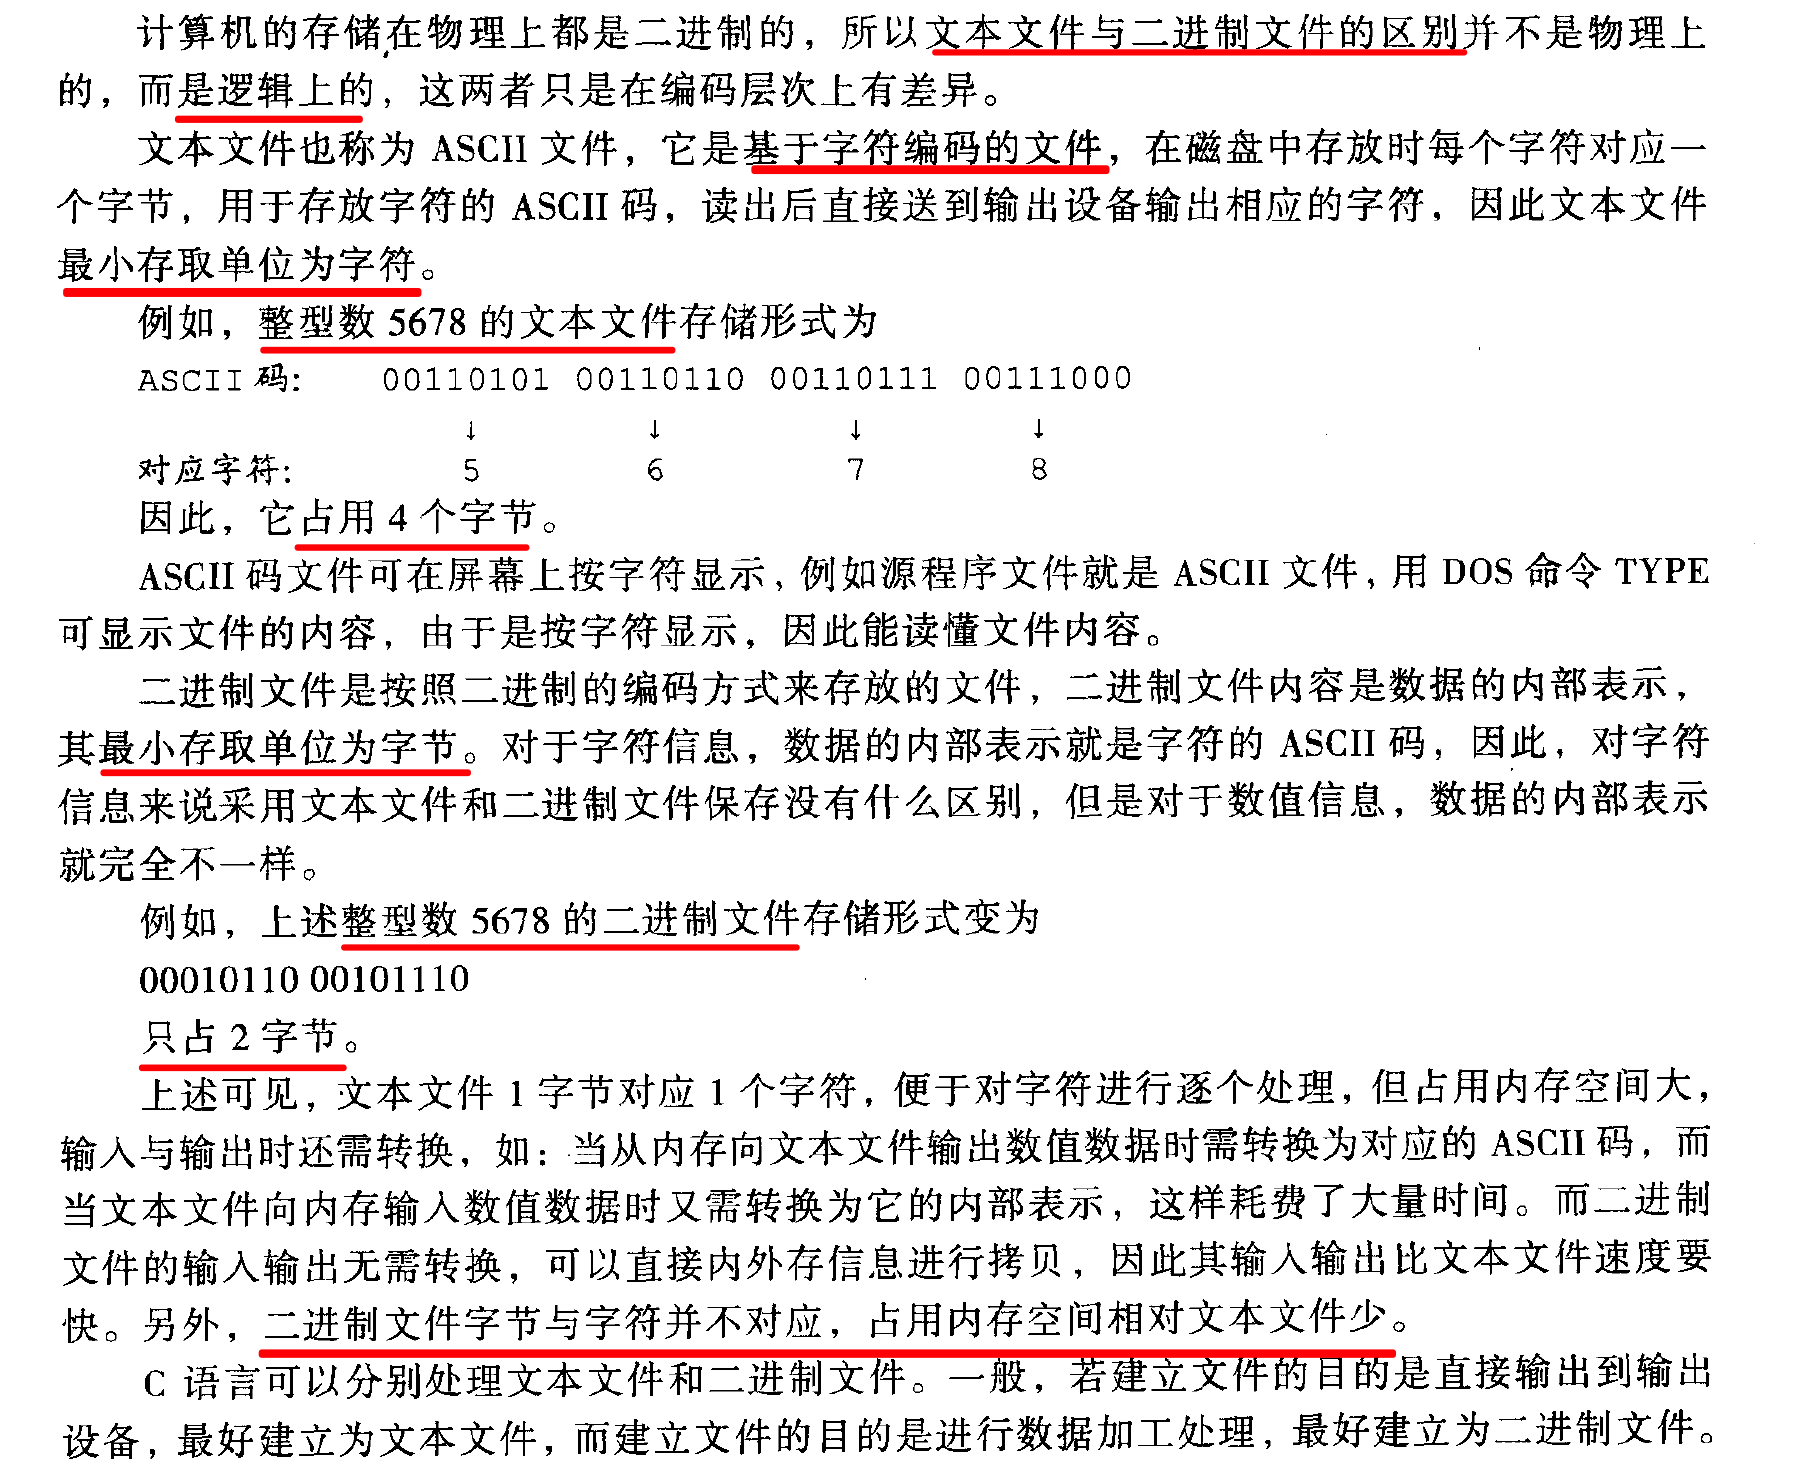 计算机的存储在物理上都是二进制的，所以文本文件与二进制文件的区别并不是物理上
的，而是逻辑上的，这两者只是在编码层次上有差异。
文本文件也称为 ASCII 文件，它是基于字符编码的文件，在磁盘中存放时每个字符对应一
个字节，用于存放字符的 ASCII 码，读出后直接送到输出设备输出相应的字符，因此文本文件
最小存取单位为字符。
例如，整型数 5678 的文本文件存储形式为
ASCII 码: 00110101 00110110 00110111 00111000
↓ ↓ ↓ ↓
对应字符: 5 6 7 8
因此，它占用 4 个字节。
ASCII 码文件可在屏幕上按字符显示，例如源程序文件就是 ASCII 文件，用 DOS 命令 TYPE
可显示文件的内容，由于是按字符显示，因此能读懂文件内容。
二进制文件是按照二进制的编码方式来存放的文件，二进制文件内容是数据的内部表示，
其最小存取单位为字节。对于字符信息，数据的内部表示就是字符的 ASCII 码，因此，对字符
信息来说采用文本文件和二进制文件保存没有什么区别，但是对于数值信息，数据的内部表示
就完全不一样。
例如，上述整型数 5678 的二进制文件存储形式变为
00010110 00101110
只占 2 字节。
上述可见，文本文件 1 字节对应 1 个字符，便于对字符进行逐个处理，但占用内存空间大，
输入与输出时还需转换，如：当从内存向文本文件输出数值数据时需转换为对应的 ASCII 码，而
当文本文件向内存输入数值数据时又需转换为它的内部表示，这样耗费了大量时间。而二进制
文件的输入输出无需转换，可以直接内外存信息进行拷贝，因此其输入输出比文本文件速度要
快。另外，二进制文件字节与字符并不对应，占用内存空间相对文本文件少。
C 语言可以分别处理文本文件和二进制文件。一般，若建立文件的目的是直接输出到输出
设备，最好建立为文本文件，而建立文件的目的是进行数据加工处理，最好建立为二进制文件。